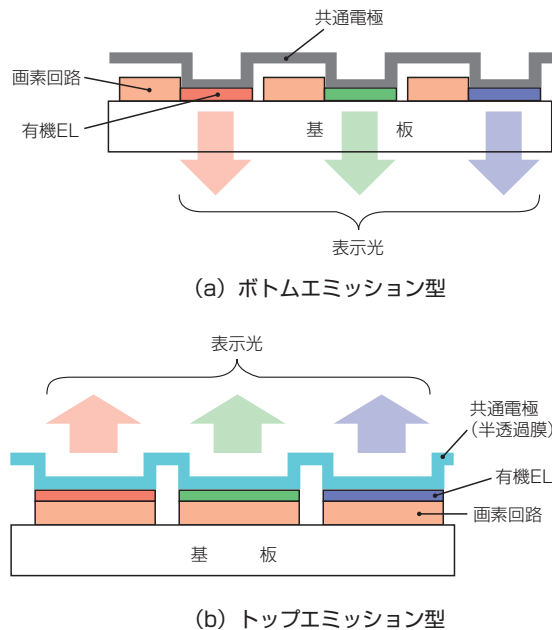 共通電極
画素回路
有機EL
基 板
表示光
(a) ボトムエミッション型
表示光
共通電極
(半透過膜)
有機EL
画素回路
基 板
(b) トップエミッション型